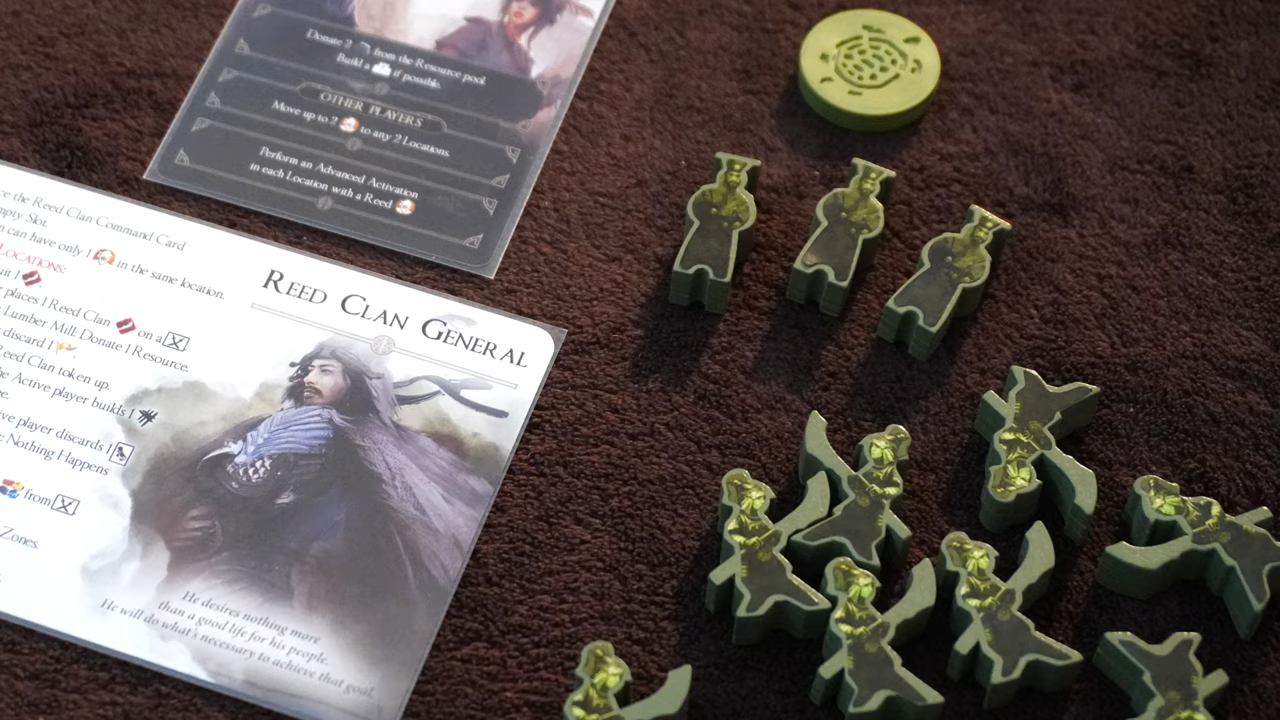 Donate 2 from the Resource pool.
Build a if possible.
OTHER PLAYERS
Move up to 2 to any 2 Locations.
Perform an Advanced Activation
in each Location with a Reed
the Reed Clan Command Card
Slot.
can have only 1 in the same location.
LOCATIONS:
1
places 1 Reed Clan on a
Lumber Mill: Donate 1 Resource.
discard 1
Reed Clan token up.
the Active player builds 1
player discards 1
: Nothing Happens
from
Zones.
REED CLAN GENERAL
He desires nothing more
than a good life for his people.
He will do what's necessary to achieve that goal.